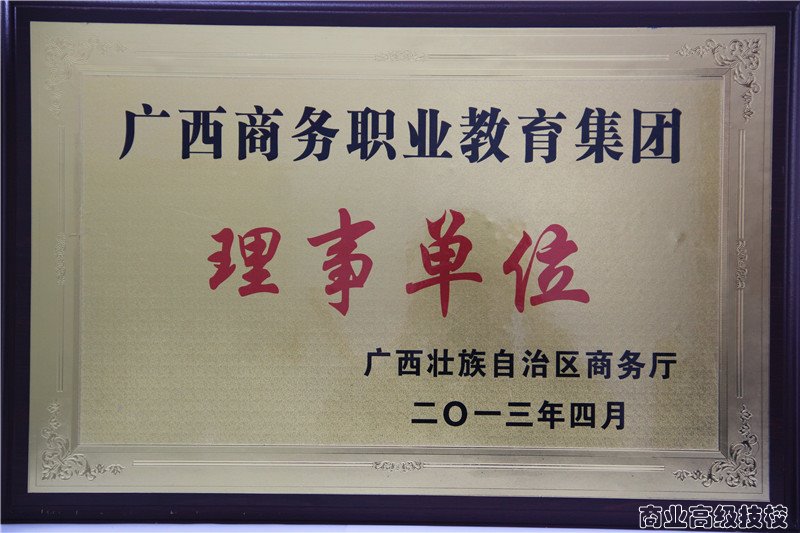 广西商务职业教育集团
理事单位
广西壮族自治区商务厅
二〇一三年四月
商业高级技校